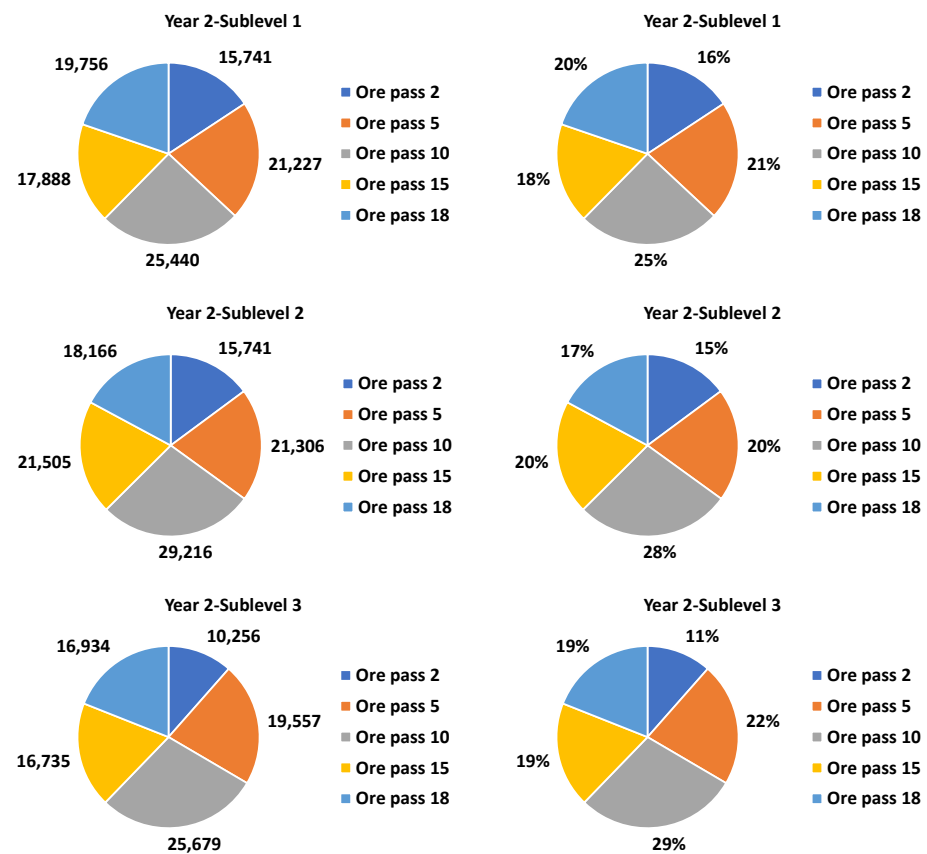 Year 2-Sublevel 1
19,756
15,741
21,227
25,440
17,888
Ore pass 2
Ore pass 5
Ore pass 10
Ore pass 15
Ore pass 18
Year 2-Sublevel 1
20%
16%
21%
25%
18%
Ore pass 2
Ore pass 5
Ore pass 10
Ore pass 15
Ore pass 18
Year 2-Sublevel 2
18,166
15,741
21,306
29,216
21,505
Ore pass 2
Ore pass 5
Ore pass 10
Ore pass 15
Ore pass 18
Year 2-Sublevel 2
17%
15%
20%
28%
20%
Ore pass 2
Ore pass 5
Ore pass 10
Ore pass 15
Ore pass 18
Year 2-Sublevel 3
16,934
10,256
19,557
25,679
16,735
Ore pass 2
Ore pass 5
Ore pass 10
Ore pass 15
Ore pass 18
Year 2-Sublevel 3
19%
11%
22%
29%
19%
Ore pass 2
Ore pass 5
Ore pass 10
Ore pass 15
Ore pass 18